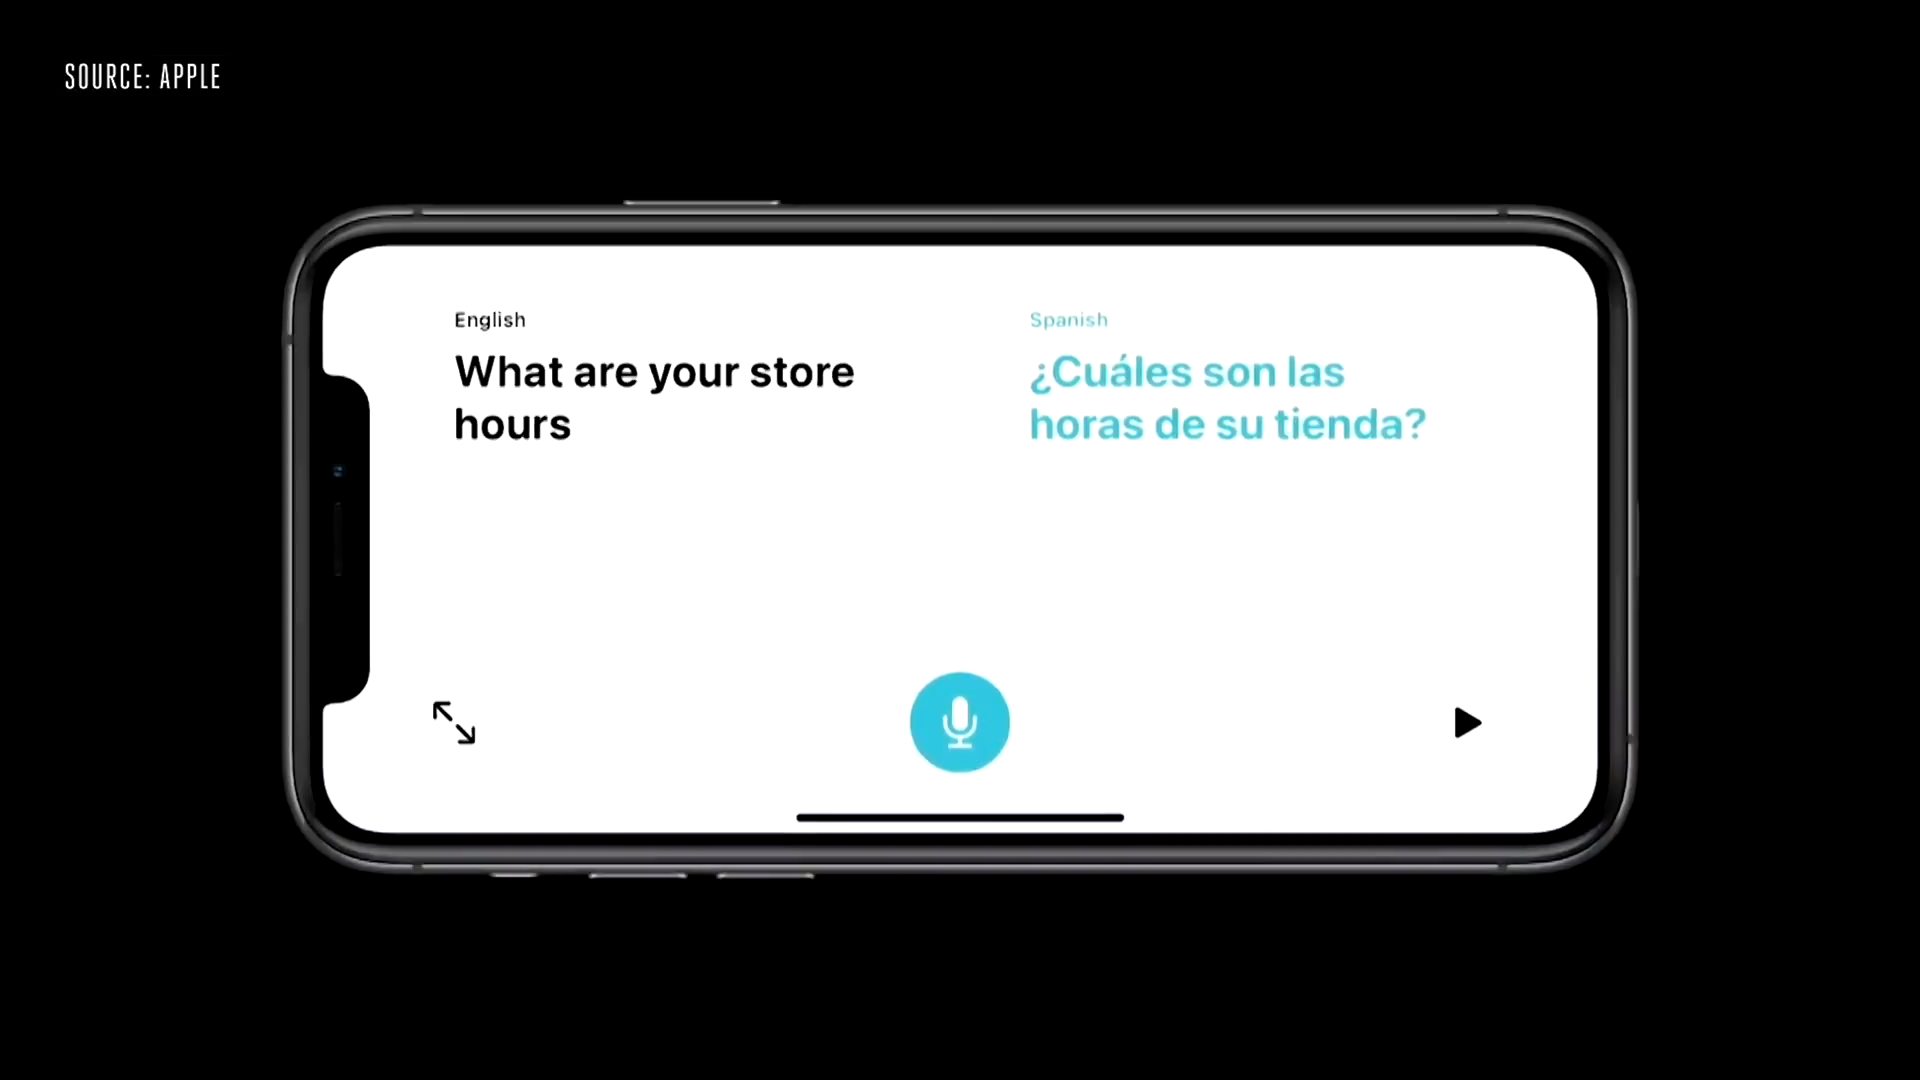 SOURCE: APPLE
English
What are your store
hours
Spanish
¿Cuáles son las
horas de su tienda?